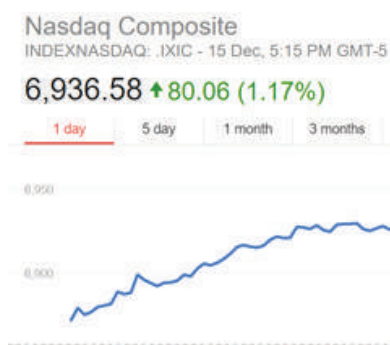 Nasdaq Composite
INDEXNASDAQ: .IXIC - 15 Dec, 5:15 PM GMT-5
6,936.58 ↑ 80.06 (1.17%)
1 day 5 day 1 month 3 months
6,950
6,900